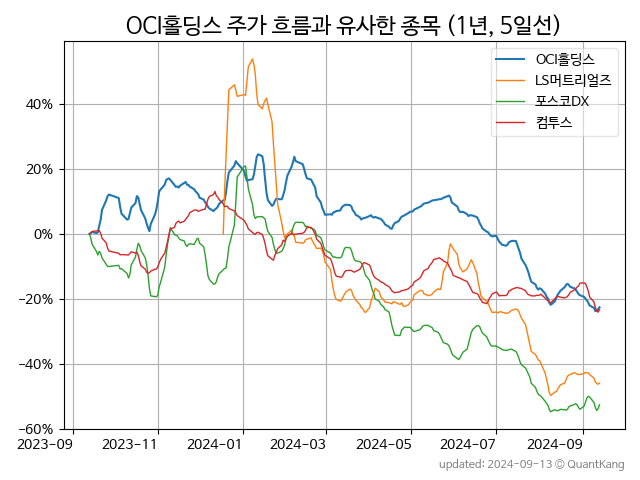 OCI홀딩스 주가 흐름과 유사한 종목 (1년, 5일선)
OCI홀딩스
LS머트리얼즈
포스코DX
컴투스
40%
20%
0%
−20%
−40%
−60%
2023-09 2023-11 2024-01 2024-03 2024-05 2024-07 2024-09
updated: 2024-09-13 © QuantKang